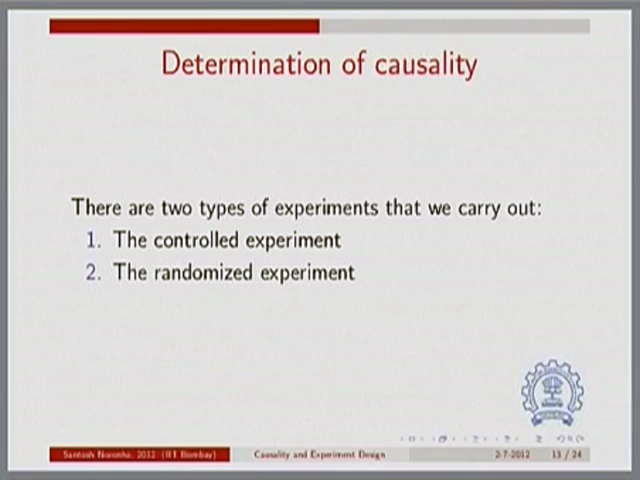 Determination of causality
There are two types of experiments that we carry out:
1. The controlled experiment
2. The randomized experiment
Santosh Noronha, 2012 (IIT Bombay)
Causality and Experiment Design
2-7-2012
13 / 24